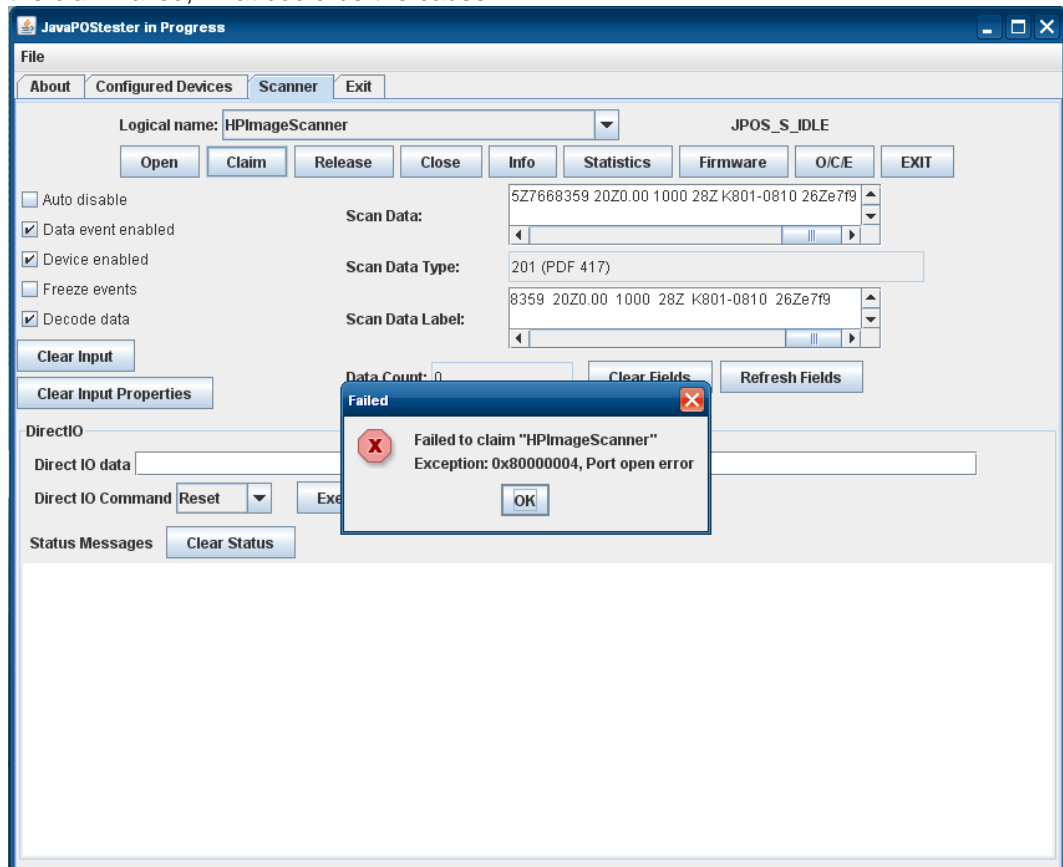 JavaPOStester in Progress
File
About Configured Devices Scanner Exit
Logical name: HPImageScanner JPOS_S_IDLE
Open Claim Release Close Info Statistics Firmware O/C/E EXIT
Auto disable
5Z7668359 20Z0.00 1000 28Z K801-0810 26Ze7f9
Scan Data:
Data event enabled
Device enabled
Scan Data Type: 201 (PDF 417)
Freeze events
8359 20Z0.00 1000 28Z K801-0810 26Ze7f9
Decode data
Scan Data Label:
Clear Input
Data Count: 0 Clear Fields Refresh Fields
Clear Input Properties
Failed
Failed to claim "HPImageScanner"
Exception: 0x80000004, Port open error
OK
DirectIO
Direct IO data
Direct IO Command Reset Exe
Status Messages Clear Status